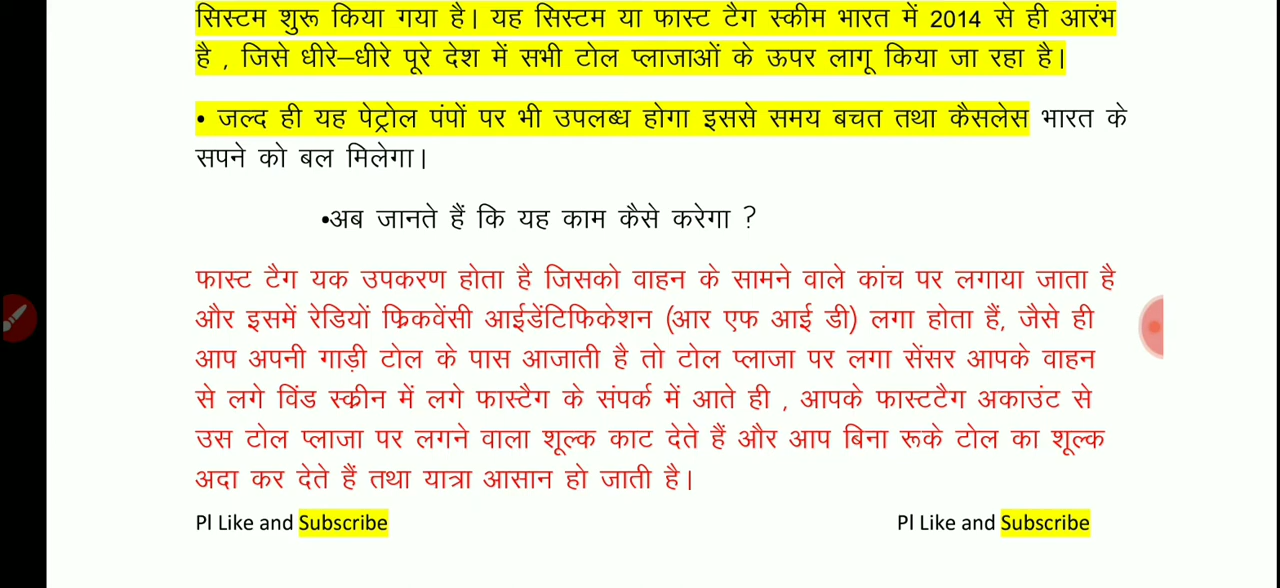 सिस्टम शुरू किया गया है। यह सिस्टम या फास्ट टैग स्कीम भारत में 2014 से ही आरंभ
है , जिसे धीरे–धीरे पूरे देश में सभी टोल प्लाजाओं के ऊपर लागू किया जा रहा है।
• जल्द ही यह पेट्रोल पंपों पर भी उपलब्ध होगा इससे समय बचत तथा कैसलेस भारत के
सपने को बल मिलेगा।
•अब जानते हैं कि यह काम कैसे करेगा ?
फास्ट टैग यक उपकरण होता है जिसको वाहन के सामने वाले कांच पर लगाया जाता है
और इसमें रेडियों फ्रिकवेंसी आईडेंटिफिकेशन (आर एफ आई डी) लगा होता हैं, जैसे ही
आप अपनी गाड़ी टोल के पास आजाती है तो टोल प्लाजा पर लगा सेंसर आपके वाहन
से लगे विंड स्क्रीन में लगे फास्टैग के संपर्क में आते ही , आपके फास्टटैग अकाउंट से
उस टोल प्लाजा पर लगने वाला शूल्क काट देते हैं और आप बिना रूके टोल का शूल्क
अदा कर देते हैं तथा यात्रा आसान हो जाती है।
Pl Like and Subscribe
Pl Like and Subscribe